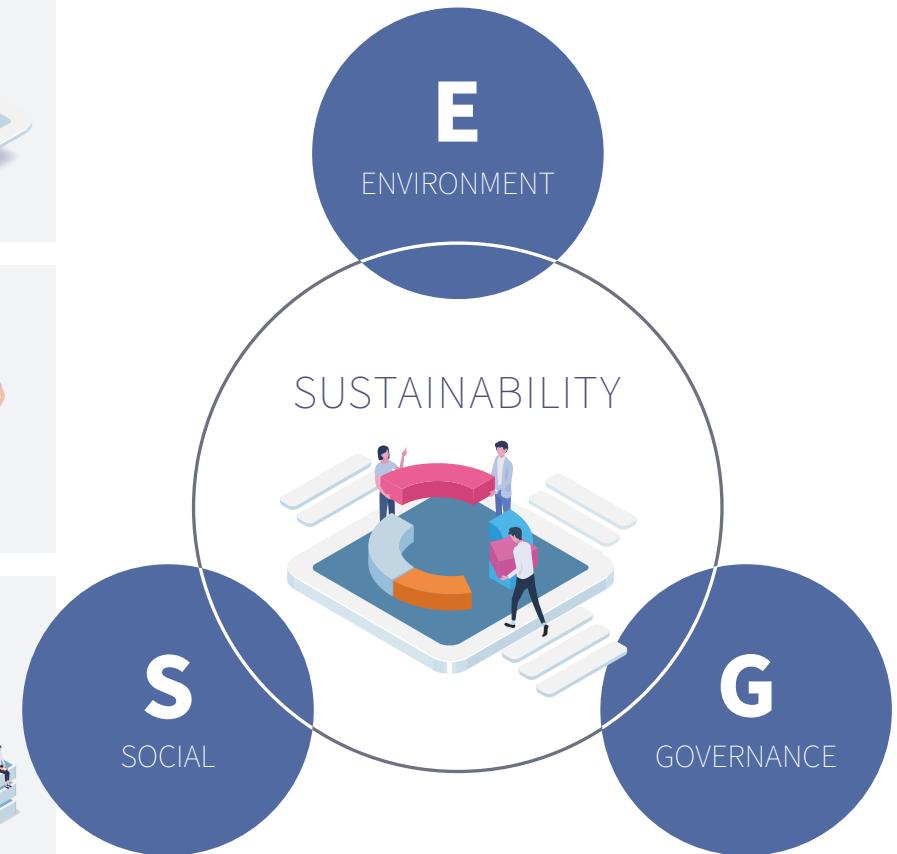 E
ENVIRONMENT
SUSTAINABILITY
S
SOCIAL
G
GOVERNANCE